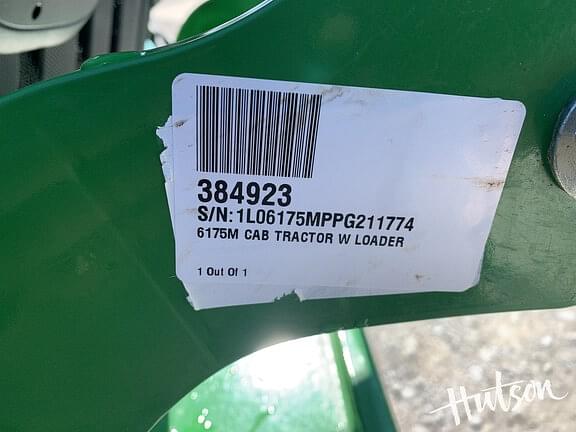 384923
S/N:1L06175MPPG211774
6175M CAB TRACTOR W LOADER
1 Out Of 1
Hutson